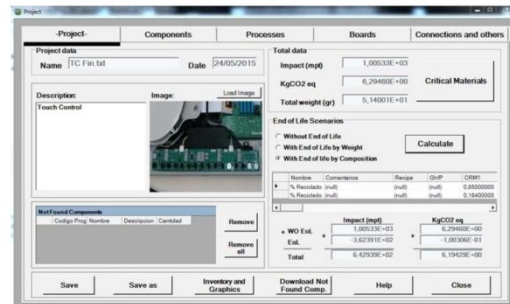 Project
-Project-
Components
Processes
Boards
Connections and others
Project data
Name TC Fin.txt Date 24/05/2015
Description:
Image:
Load Image
Touch Control
Not Found Components
Codigo Prog Nombre Descripcion Cantidad
Remove
Remove all
Total data
Impact (mpt) 1,00533E+03
KgCO2 eq 6,29460E+00
Total weight (gr) 5,14001E+01
Critical Materials
End of Life Scenarios
Without End of Life
With End of Life by Weight
With End of life by Composition
Calculate
Nombre Comentarios Recipe GWP CRM1
% Reciclado (null) (null) (null) 0.85000000
% Reciclado (null) (null) (null) 0.18400000
Impact (mpt) KgCO2 eq
+ WO EoL 1,00533E+03 6,29460E+00
+ +
EoL -3,62391E+02 -1,00306E-01
Total 6,42939E+02 6,19429E+00
Save
Save as
Inventory and Graphics
Download Not Found Comp.
Help
Close